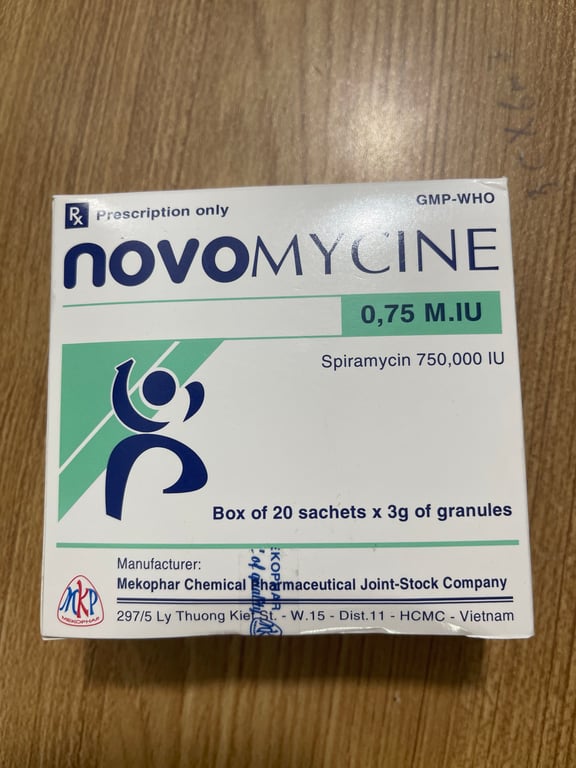 Rx Prescription only
GMP-WHO
novoMYCINE
0,75 M.IU
Spiramycin 750,000 IU
Box of 20 sachets x 3g of granules
Manufacturer:
Mekophar Chemical Pharmaceutical Joint-Stock Company
297/5 Ly Thuong Kiet St. - W.15 - Dist.11 - HCMC - Vietnam
MKP
MEKOPHAR